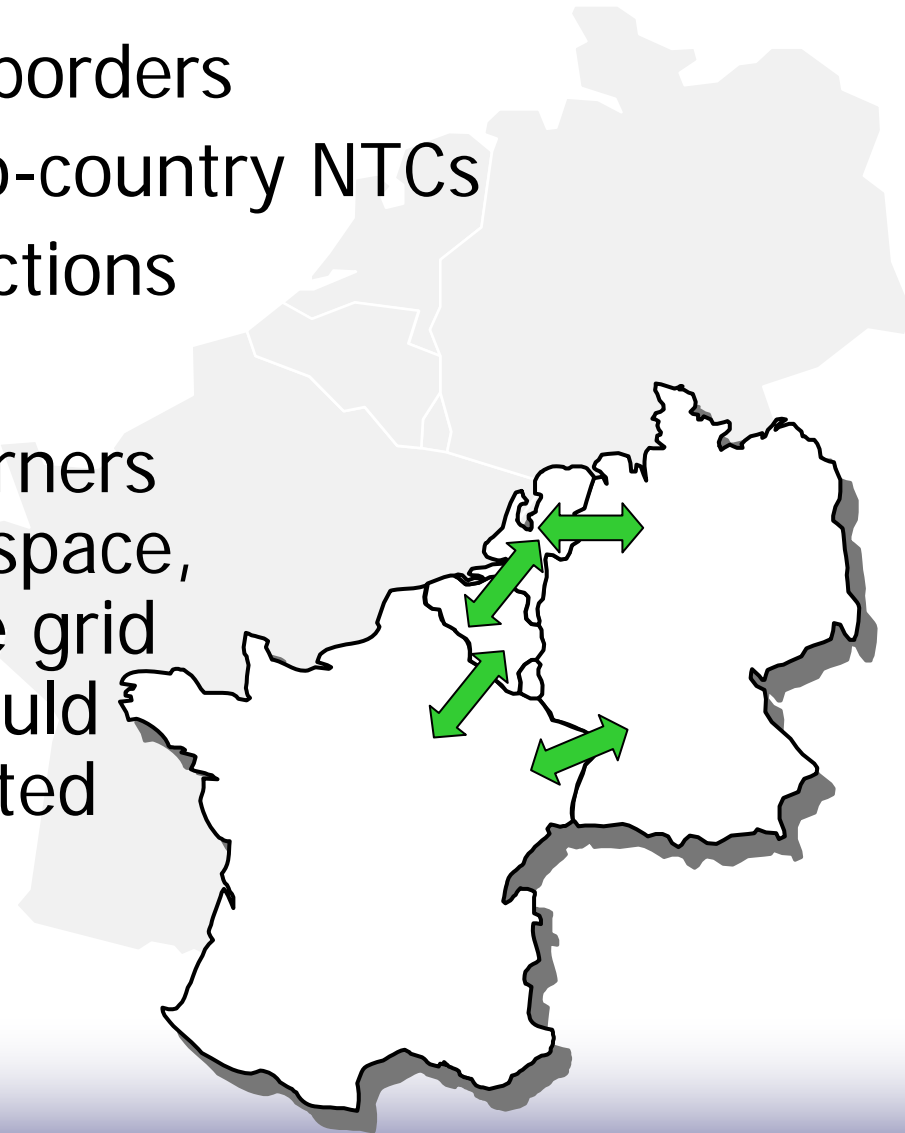 borders
o-country NTCs
ctions
rners
space,
e grid
uld
ted